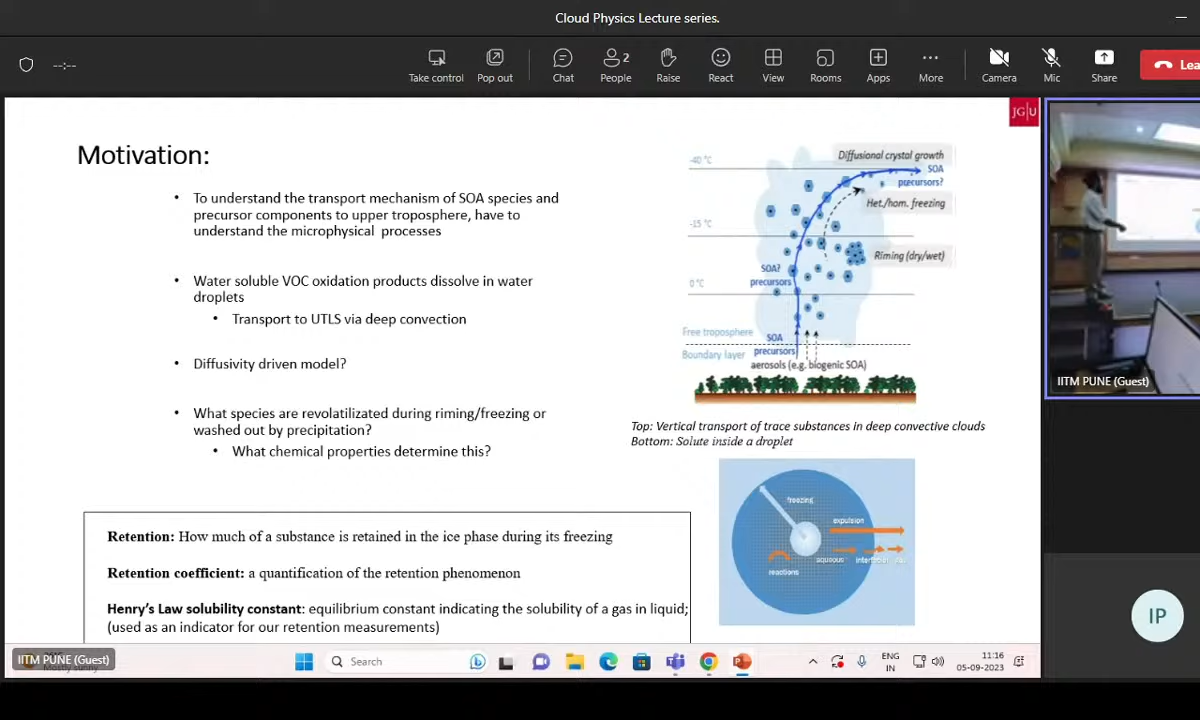 Cloud Physics Lecture series.
--:--
Take control
Pop out
Chat
2
People
Raise
React
View
Rooms
Apps
More
Camera
Mic
Share
Lea
JG|U
Motivation:
• To understand the transport mechanism of SOA species and
precursor components to upper troposphere, have to
understand the microphysical processes
• Water soluble VOC oxidation products dissolve in water
droplets
• Transport to UTLS via deep convection
• Diffusivity driven model?
• What species are revolatilizated during riming/freezing or
washed out by precipitation?
• What chemical properties determine this?
-40 °C
Diffusional crystal growth
SOA
precursors?
Het./hom. freezing
-15 °C
Riming (dry/wet)
SOA?
precursors
0 °C
Free troposphere
SOA
Boundary layer
precursors
aerosols (e.g. biogenic SOA)
Top: Vertical transport of trace substances in deep convective clouds
Bottom: Solute inside a droplet
freezing
expulsion
aqueous
reactions
Retention: How much of a substance is retained in the ice phase during its freezing
Retention coefficient: a quantification of the retention phenomenon
Henry's Law solubility constant: equilibrium constant indicating the solubility of a gas in liquid;
(used as an indicator for our retention measurements)
IITM PUNE (Guest)
IP
IITM PUNE (Guest)
Search
ENG
IN
11:16
05-09-2023